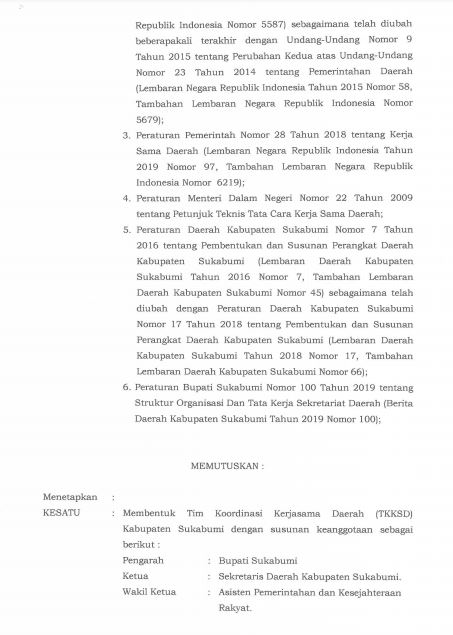 Republik Indonesia Nomor 5587) sebagaimana telah diubah
beberapakali terakhir dengan Undang-Undang Nomor 9
Tahun 2015 tentang Perubahan Kedua atas Undang-Undang
Nomor 23 Tahun 2014 tentang Pemerintahan Daerah
(Lembaran Negara Republik Indonesia Tahun 2015 Nomor 58,
Tambahan Lembaran Negara Republik Indonesia Nomor
5679);
3. Peraturan Pemerintah Nomor 28 Tahun 2018 tentang Kerja
Sama Daerah (Lembaran Negara Republik Indonesia Tahun
2019 Nomor 97, Tambahan Lembaran Negara Republik
Indonesia Nomor 6219);
4. Peraturan Menteri Dalam Negeri Nomor 22 Tahun 2009
tentang Petunjuk Teknis Tata Cara Kerja Sama Daerah;
5. Peraturan Daerah Kabupaten Sukabumi Nomor 7 Tahun
2016 tentang Pembentukan dan Susunan Perangkat Daerah
Kabupaten Sukabumi (Lembaran Daerah Kabupaten
Sukabumi Tahun 2016 Nomor 7, Tambahan Lembaran
Daerah Kabupaten Sukabumi Nomor 45) sebagaimana telah
diubah dengan Peraturan Daerah Kabupaten Sukabumi
Nomor 17 Tahun 2018 tentang Pembentukan dan Susunan
Perangkat Daerah Kabupaten Sukabumi (Lembaran Daerah
Kabupaten Sukabumi Tahun 2018 Nomor 17, Tambahan
Lembaran Daerah Kabupaten Sukabumi Nomor 66);
6. Peraturan Bupati Sukabumi Nomor 100 Tahun 2019 tentang
Struktur Organisasi Dan Tata Kerja Sekretariat Daerah (Berita
Daerah Kabupaten Sukabumi Tahun 2019 Nomor 100);
MEMUTUSKAN :
Menetapkan :
KESATU : Membentuk Tim Koordinasi Kerjasama Daerah (TKKSD)
Kabupaten Sukabumi dengan susunan keanggotaan sebagai
berikut :
Pengarah : Bupati Sukabumi
Ketua : Sekretaris Daerah Kabupaten Sukabumi.
Wakil Ketua : Asisten Pemerintahan dan Kesejahteraan
Rakyat.